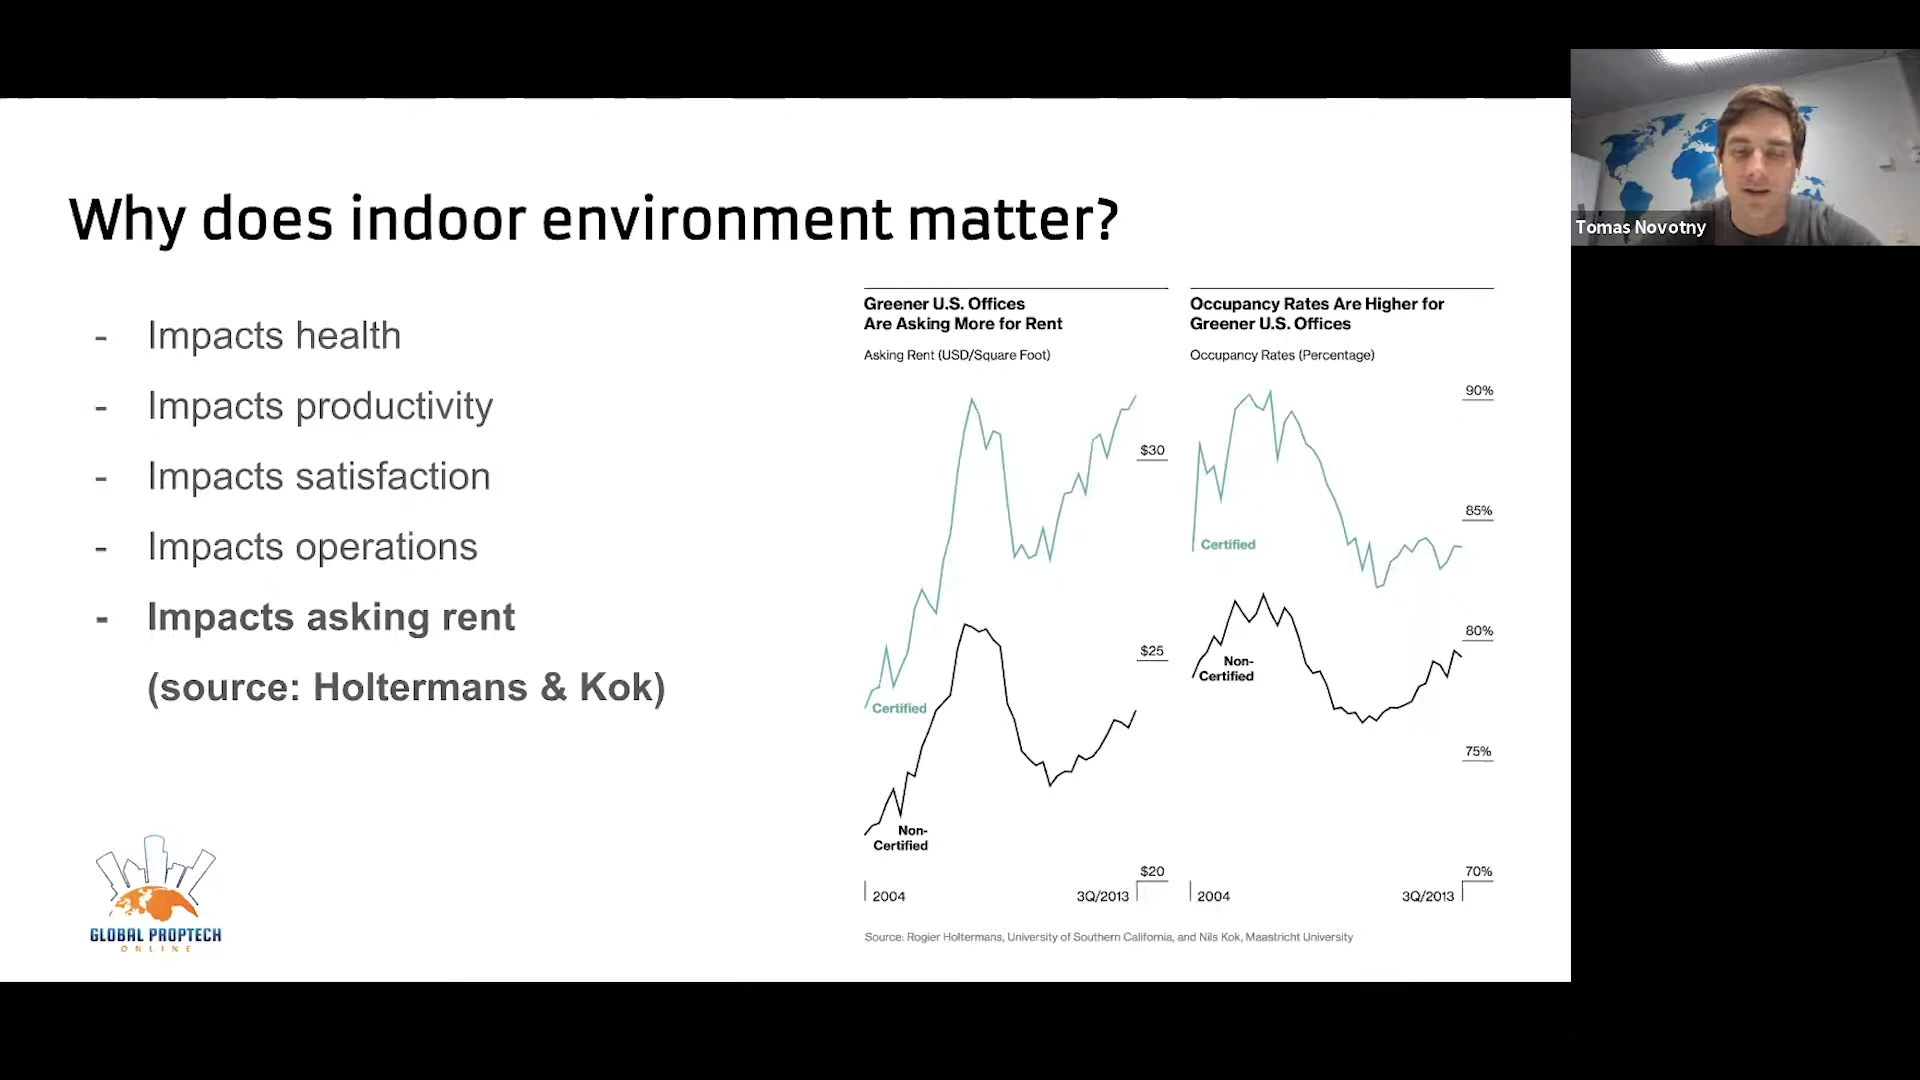 Tomas Novotny
Why does indoor environment matter?
- Impacts health
- Impacts productivity
- Impacts satisfaction
- Impacts operations
- Impacts asking rent
(source: Holtermans & Kok)
Greener U.S. Offices
Are Asking More for Rent
Asking Rent (USD/Square Foot)
$30
$25
$20
Certified
Non-
Certified
2004
3Q/2013
Occupancy Rates Are Higher for
Greener U.S. Offices
Occupancy Rates (Percentage)
90%
85%
80%
75%
70%
Certified
Non-
Certified
2004
3Q/2013
Source: Rogier Holtermans, University of Southern California, and Nils Kok, Maastricht University
GLOBAL PROPTECH
ONLINE